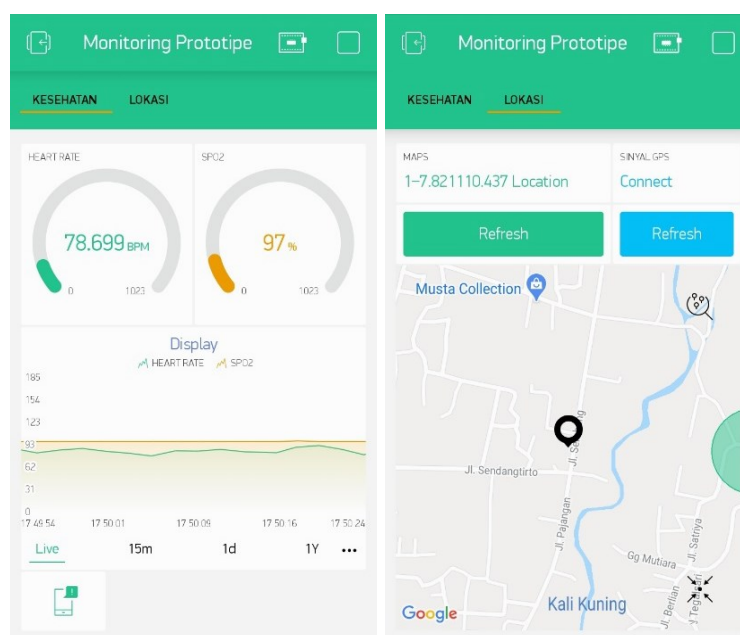 Monitoring Prototipe
KESEHATAN LOKASI
HEART RATE
78.699 BPM
0 1023
SPO2
97 %
0 1023
Display
HEART RATE SPO2
185
154
123
93
62
31
0
17 49 54 17 50 01 17 50 09 17 50 16 17 50 24
Live 15m 1d 1Y
1
Monitoring Prototipe
KESEHATAN LOKASI
MAPS
1-7.821110.437 Location
SINYAL GPS
Connect
Refresh
Refresh
Musta Collection
Jl. Sendangtirto
Jl. Pajangan
Gg Mutiara
Jl. Satriya
Jl. Berlian
Kali Kuning
Google